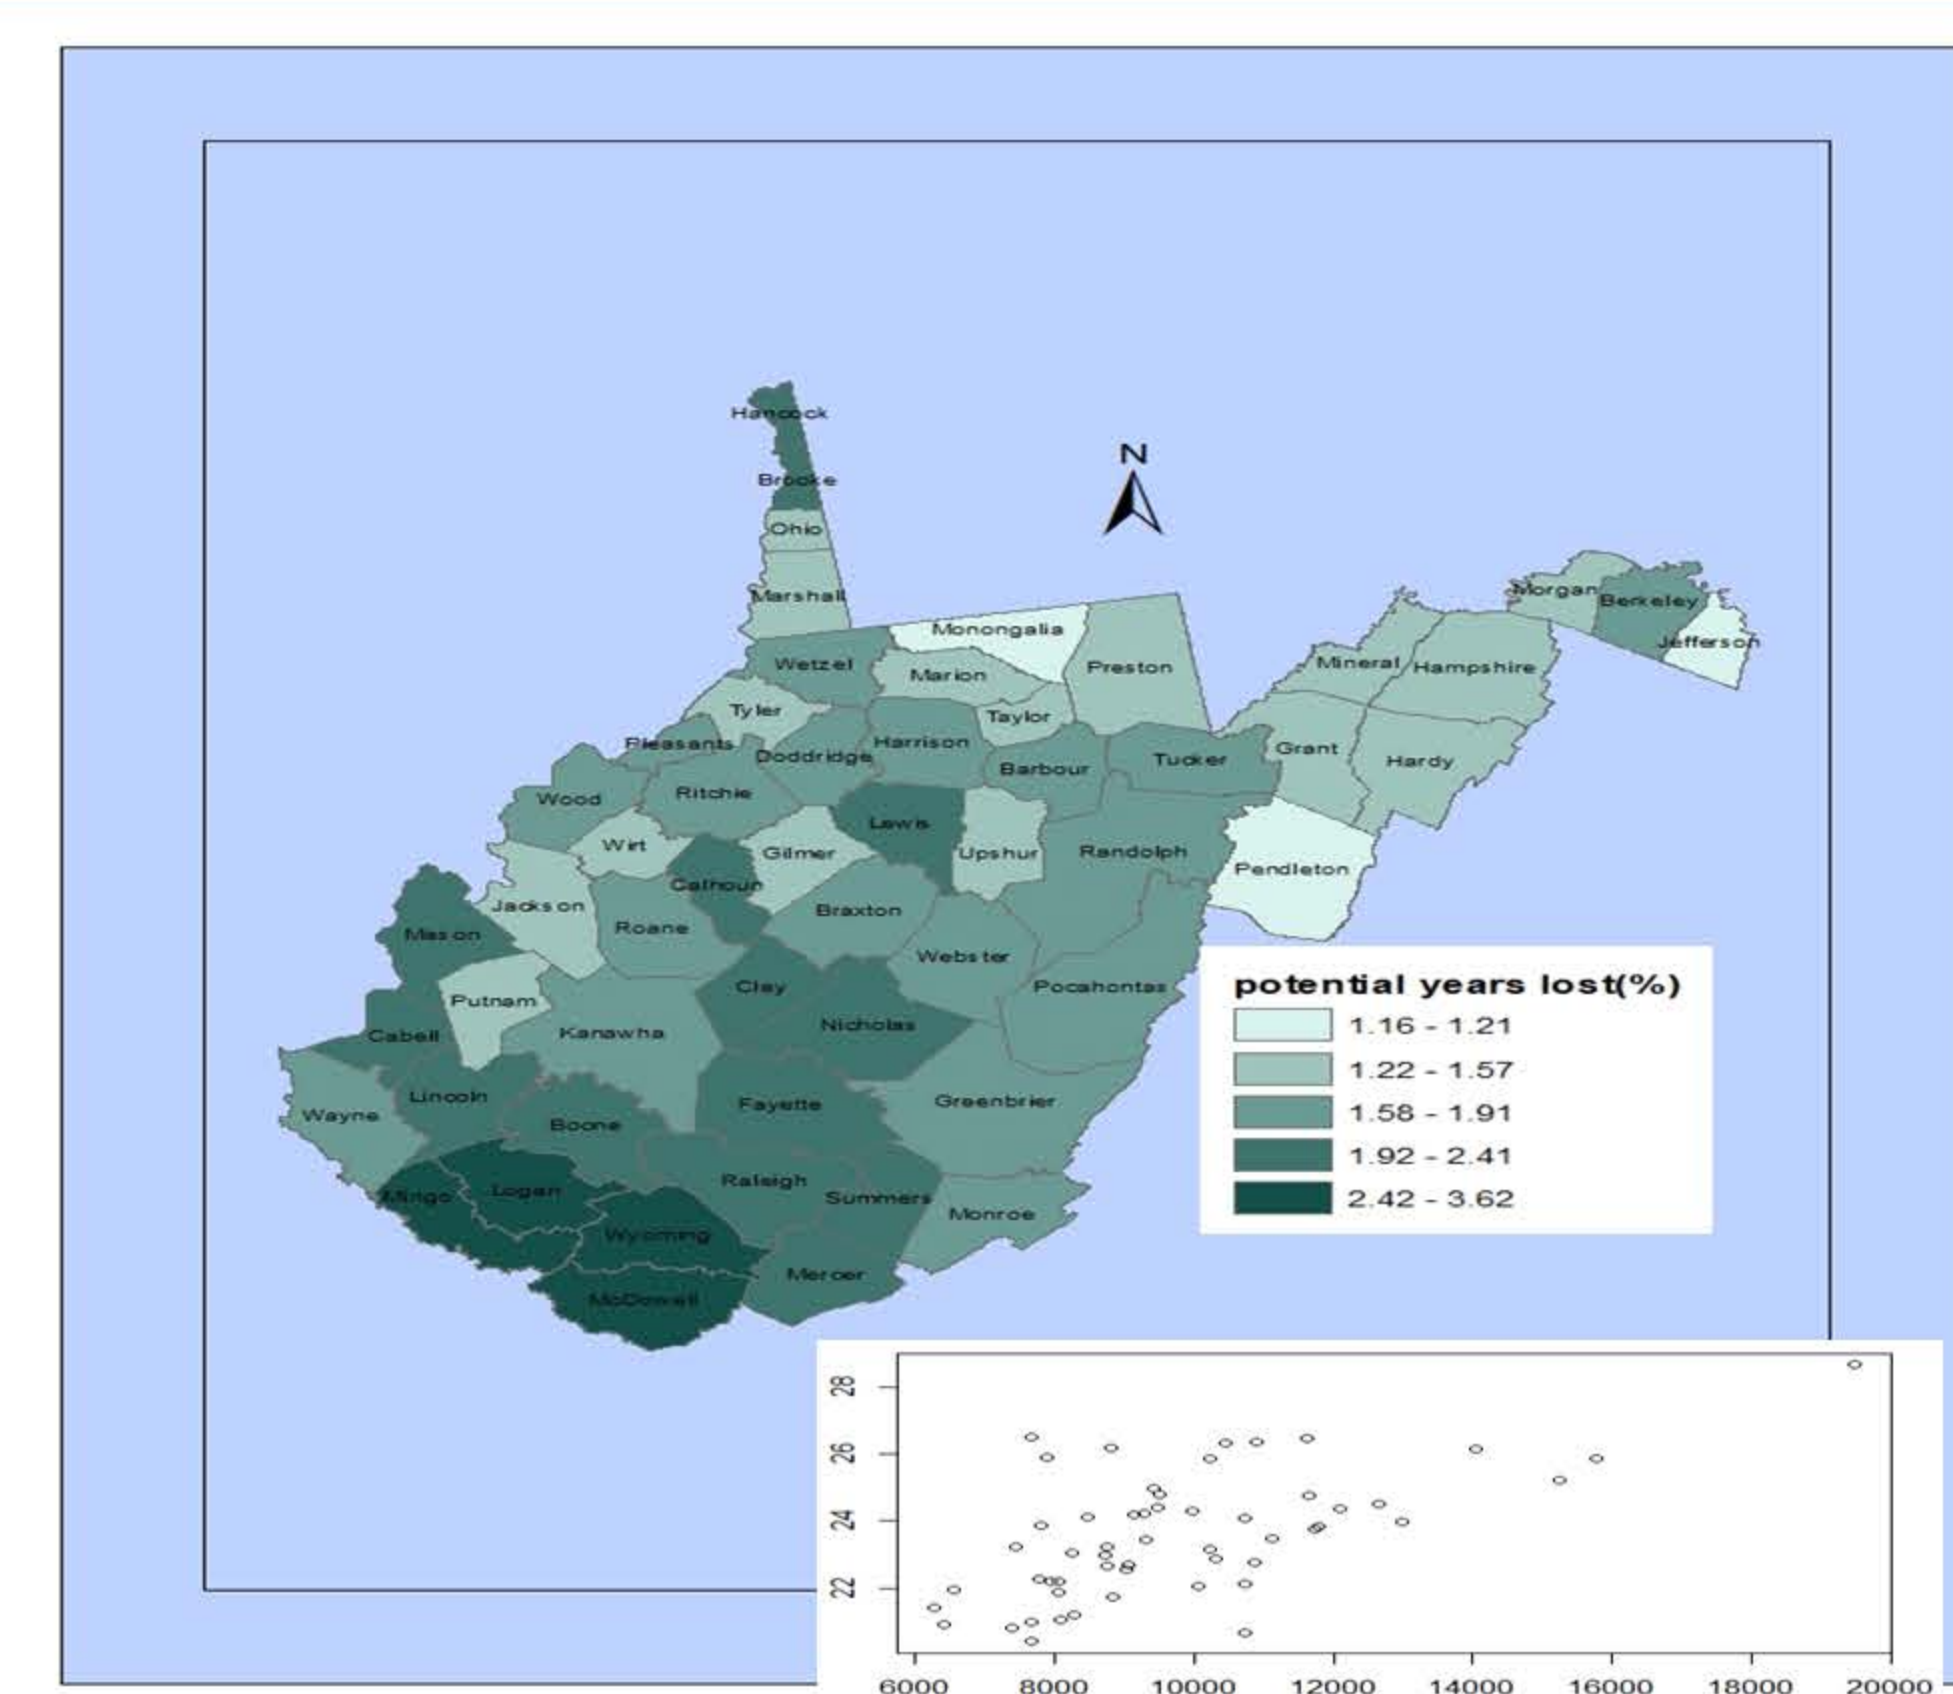 Hancock
Brooke
N
Ohio
Morgan
Marshall
Berkeley
Monongalia
Jefferson
Wetzel
Marion
Preston
Mineral
Hampshire
Tyler
Taylor
Pleasants
Doddridge
Harrison
Grant
Barbour
Tucker
Hardy
Wood
Ritchie
Lewis
Wirt
Gilmer
Upshur
Randolph
Pendleton
Calhoun
Jackson
Roane
Braxton
Mason
Webster
Clay
Pocahontas
Putnam
Kanawha
Nicholas
Cabell
Lincoln
Fayette
Greenbrier
Wayne
Boone
Raleigh
Summers
Mingo
Logan
Monroe
Wyoming
Mercer
McDowell
potential years lost(%)
1.16 - 1.21
1.22 - 1.57
1.58 - 1.91
1.92 - 2.41
2.42 - 3.62
28
26
24
22
6000 8000 10000 12000 14000 16000 18000 20000